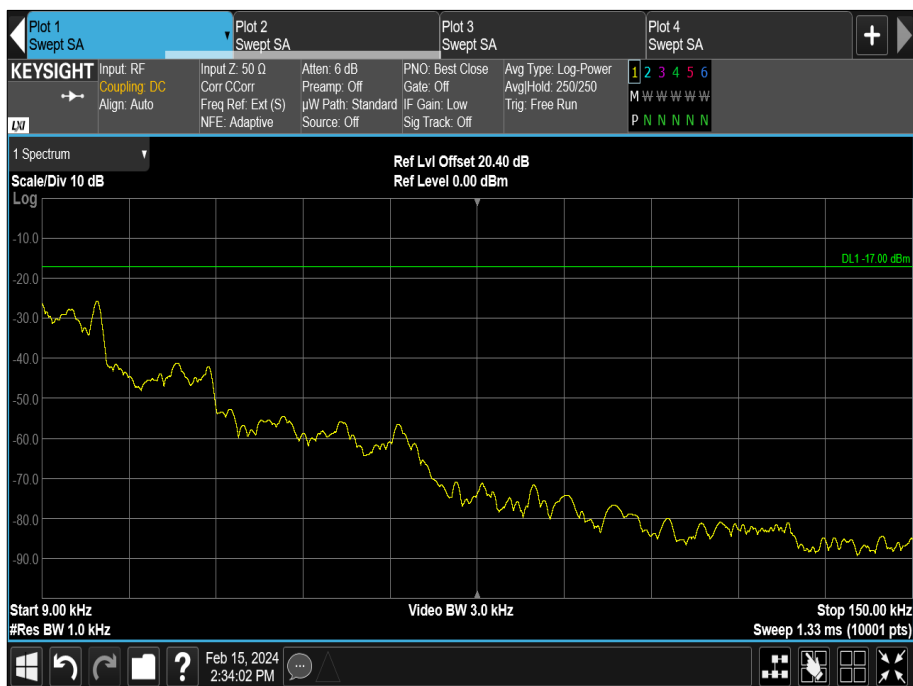 Plot 1
Swept SA
Plot 2
Swept SA
Plot 3
Swept SA
Plot 4
Swept SA
+
KEYSIGHT
LXI
Input: RF
Coupling: DC
Align: Auto
Input Z: 50 Ω
Corr CCorr
Freq Ref: Ext (S)
NFE: Adaptive
Atten: 6 dB
Preamp: Off
µW Path: Standard
Source: Off
PNO: Best Close
Gate: Off
IF Gain: Low
Sig Track: Off
Avg Type: Log-Power
Avg|Hold: 250/250
Trig: Free Run
1 2 3 4 5 6
M W W W W W
P N N N N N
1 Spectrum
Scale/Div 10 dB
Ref Lvl Offset 20.40 dB
Ref Level 0.00 dBm
Log
-10.0
-20.0
-30.0
-40.0
-50.0
-60.0
-70.0
-80.0
-90.0
DL1 -17.00 dBm
Start 9.00 kHz
Video BW 3.0 kHz
Stop 150.00 kHz
#Res BW 1.0 kHz
Sweep 1.33 ms (10001 pts)
?
Feb 15, 2024
2:34:02 PM